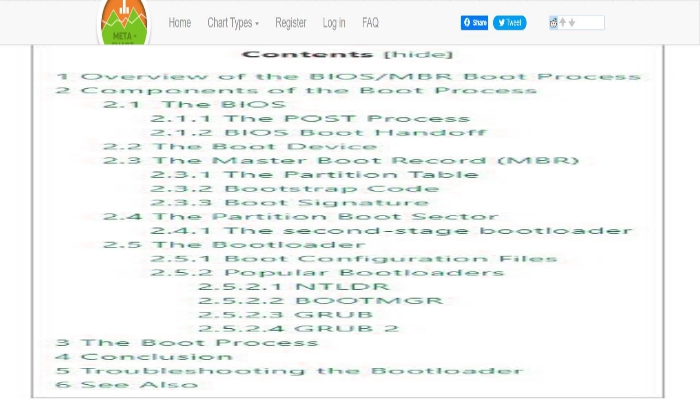 META -
Home Chart Types Register Log in FAQ Share Tweet
Contents [hide]
1 Overview of the BIOS/MBR Boot Process
2 Components of the Boot Process
2.1 The BIOS
2.1.1 The POST Process
2.1.2 BIOS Boot Handoff
2.2 The Boot Device
2.3 The Master Boot Record (MBR)
2.3.1 The Partition Table
2.3.2 Bootstrap Code
2.3.3 Boot Signature
2.4 The Partition Boot Sector
2.4.1 The second-stage bootloader
2.5 The Bootloader
2.5.1 Boot Configuration Files
2.5.2 Popular Bootloaders
2.5.2.1 NTLDR
2.5.2.2 BOOTMGR
2.5.2.3 GRUB
2.5.2.4 GRUB 2
3 The Boot Process
4 Conclusion
5 Troubleshooting the Bootloader
6 See Also